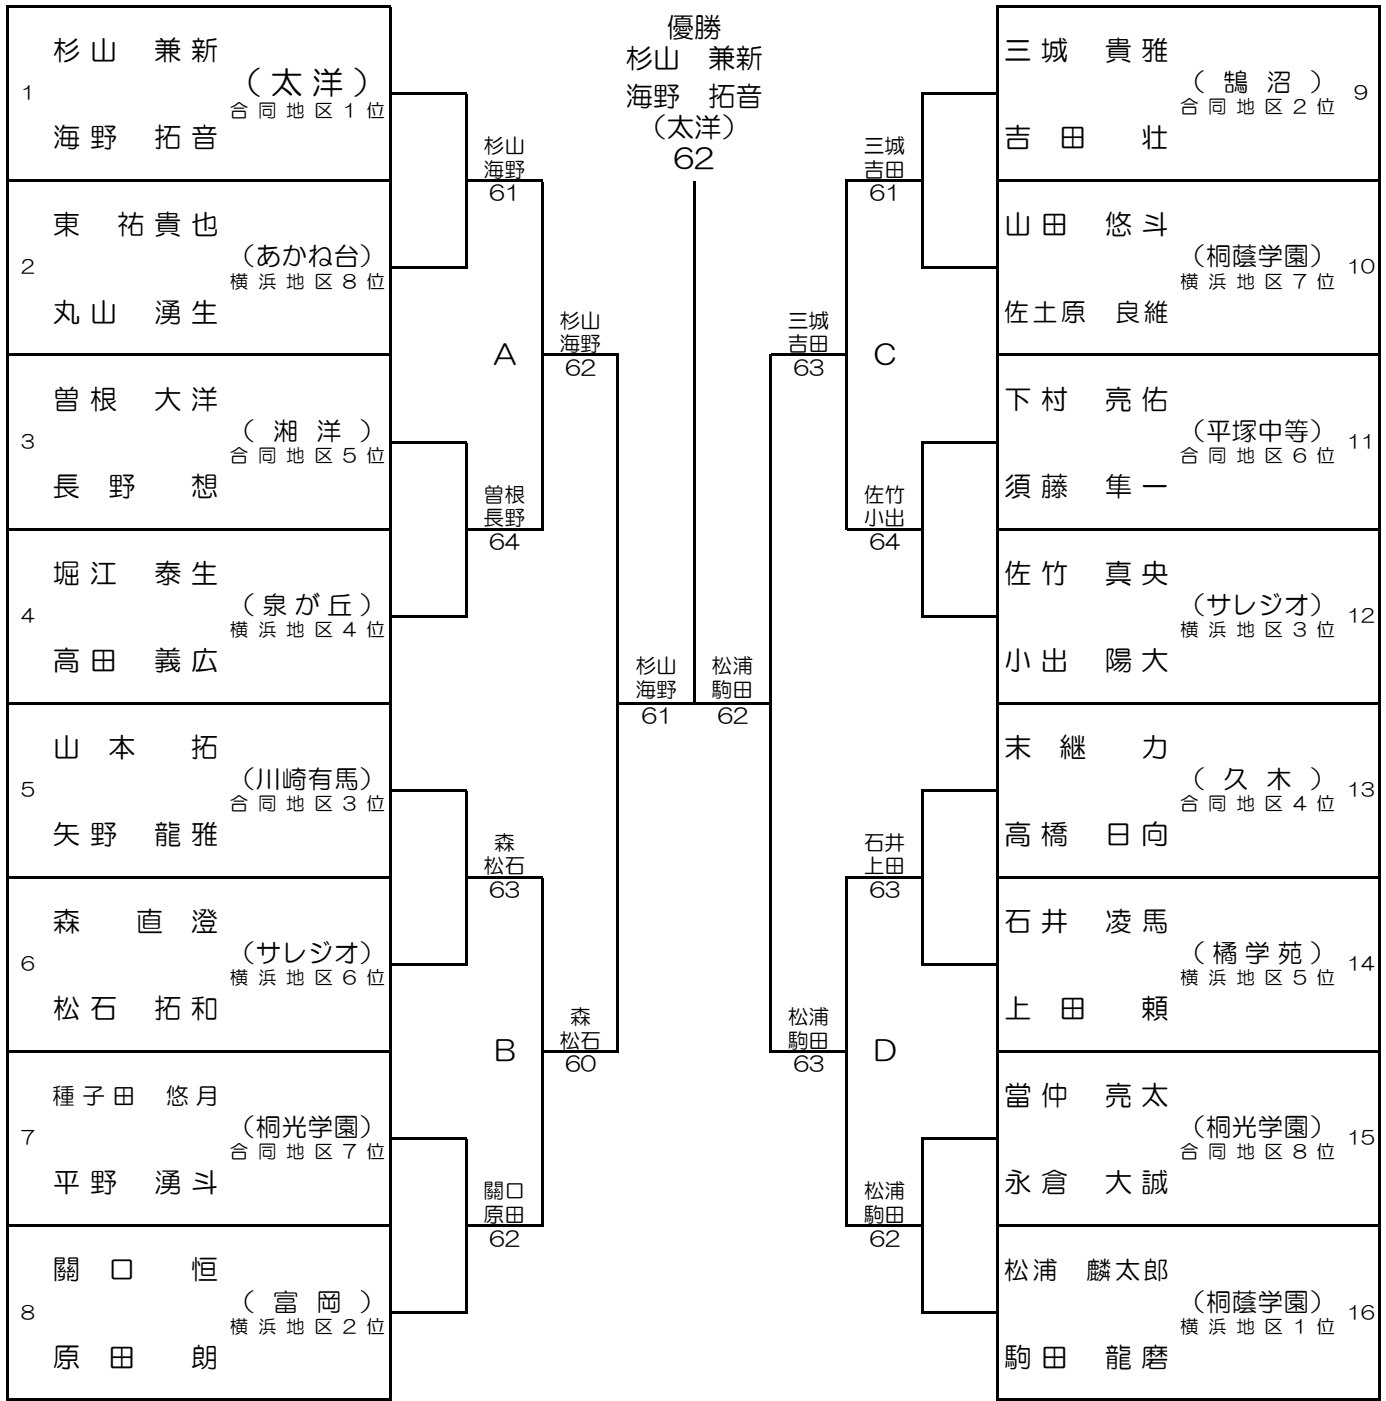 優勝
杉山 兼新
海野 拓音
（太洋）
62
1
杉山 兼新
（太洋）
合同地区1位
海野 拓音
2
東 祐貴也
（あかね台）
横浜地区8位
丸山 湧生
3
曽根 大洋
（湘洋）
合同地区5位
長野 想
4
堀江 泰生
（泉が丘）
横浜地区4位
高田 義広
5
山本 拓
（川崎有馬）
合同地区3位
矢野 龍雅
6
森 直澄
（サレジオ）
横浜地区6位
松石 拓和
7
種子田 悠月
（桐光学園）
合同地区7位
平野 湧斗
8
關口 恒
（富岡）
横浜地区2位
原田 朗
杉山
海野
61
A
曽根
長野
64
杉山
海野
62
森
松石
63
B
關口
原田
62
森
松石
60
杉山
海野
61
松浦
駒田
62
三城
吉田
63
三城
吉田
61
C
佐竹
小出
64
松浦
駒田
63
石井
上田
63
D
松浦
駒田
62
三城 貴雅
（鵠沼）
合同地区2位
9
吉田 壮
山田 悠斗
（桐蔭学園）
横浜地区7位
10
佐土原 良維
下村 亮佑
（平塚中等）
合同地区6位
11
須藤 隼一
佐竹 真央
（サレジオ）
横浜地区3位
12
小出 陽大
末継 力
（久木）
合同地区4位
13
高橋 日向
石井 凌馬
（橘学苑）
横浜地区5位
14
上田 頼
當仲 亮太
（桐光学園）
合同地区8位
15
永倉 大誠
松浦 麟太郎
（桐蔭学園）
横浜地区1位
16
駒田 龍磨